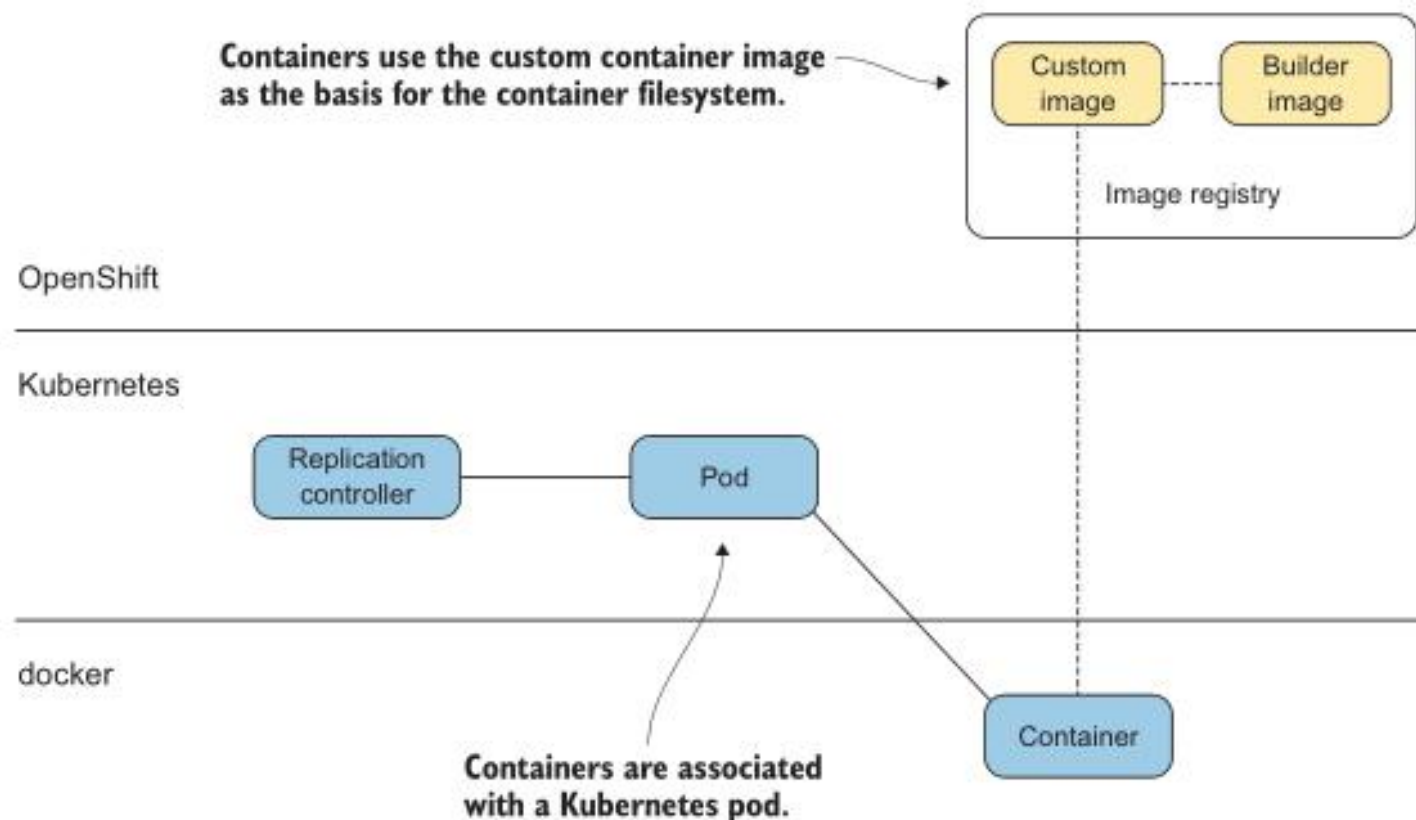 Containers use the custom container image
as the basis for the container filesystem.
Custom
image
Builder
image
Image registry
OpenShift
Kubernetes
Replication
controller
Pod
docker
Container
Containers are associated
with a Kubernetes pod.